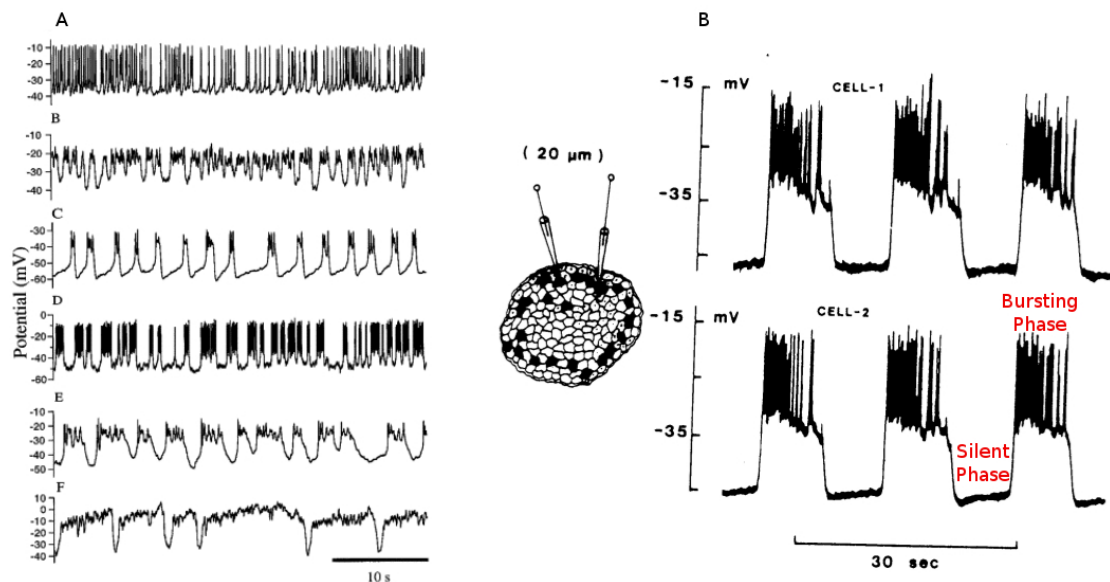 A
-10
-20
-30
-40
B
-10
-20
-30
-40
C
-30
-40
-50
-60
D
0
-20
-40
-60
E
-10
-20
-30
-40
-50
F
10
0
-10
-20
-30
-40
Potential (mV)
10 s
( 20 µm )
B
-15
mV
CELL-1
-35
-15
mV
CELL-2
Bursting
Phase
-35
Silent
Phase
30 sec